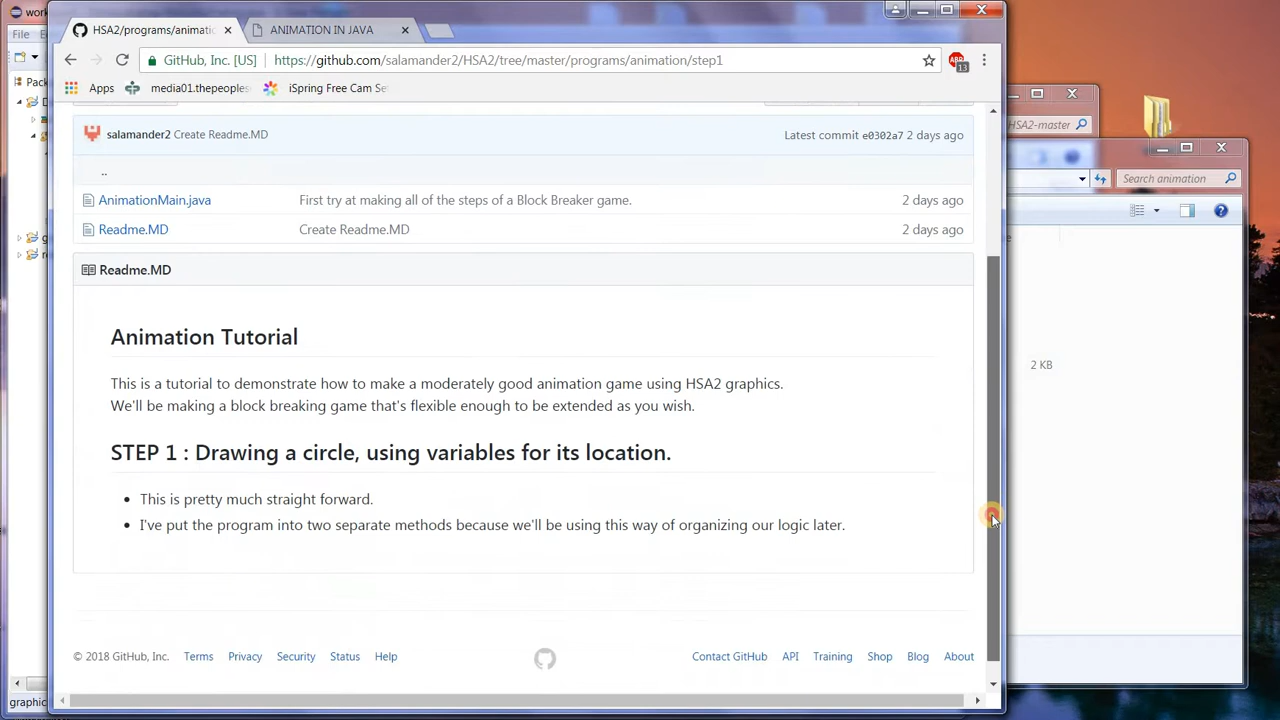 work
HSA2/programs/animatic
ANIMATION IN JAVA
File
GitHub, Inc. [US]
https://github.com/salamander2/HSA2/tree/master/programs/animation/step1
13
Pack
Apps
media01.thepeoples
iSpring Free Cam Se
HSA2-master
salamander2 Create Readme.MD
Latest commit e0302a7 2 days ago
..
Search animation
AnimationMain.java
First try at making all of the steps of a Block Breaker game.
2 days ago
Readme.MD
Create Readme.MD
2 days ago
Readme.MD
Animation Tutorial
This is a tutorial to demonstrate how to make a moderately good animation game using HSA2 graphics.
We'll be making a block breaking game that's flexible enough to be extended as you wish.
2 KB
STEP 1 : Drawing a circle, using variables for its location.
This is pretty much straight forward.
I've put the program into two separate methods because we'll be using this way of organizing our logic later.
© 2018 GitHub, Inc.
Terms
Privacy
Security
Status
Help
Contact GitHub
API
Training
Shop
Blog
About
graphic